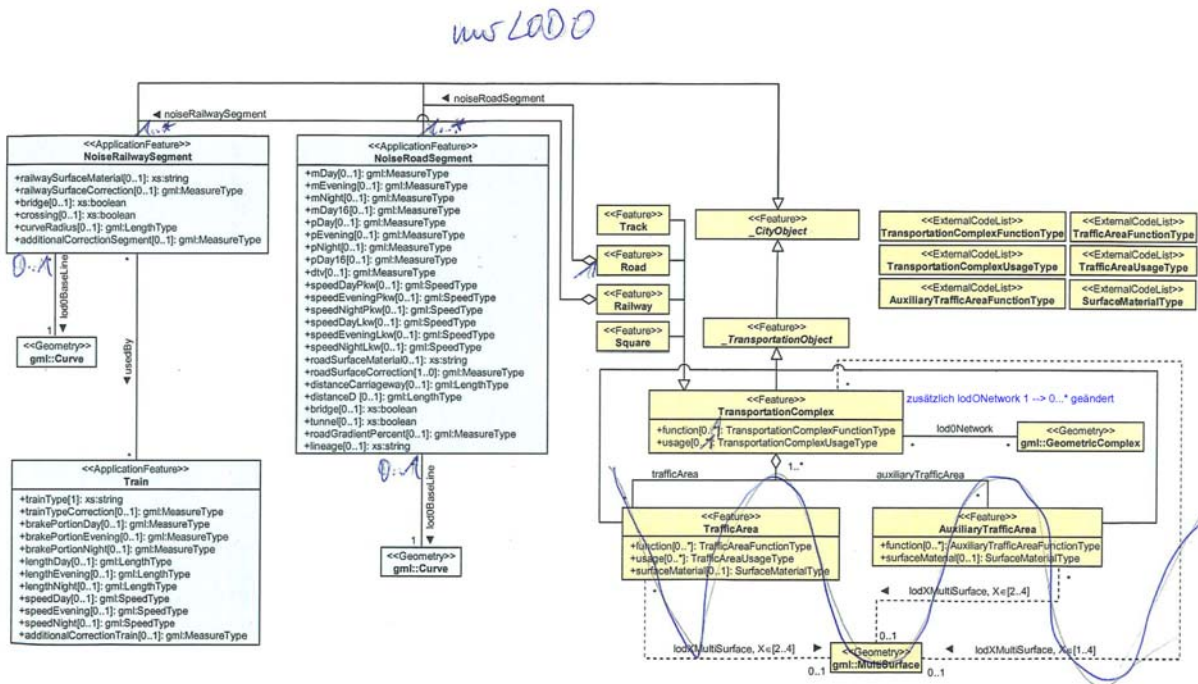 nur LOD0
noiseRoadSegment
noiseRailwaySegment
1..*
1..*
<<ApplicationFeature>>
NoiseRailwaySegment
+railwaySurfaceMaterial[0..1]: xs:string
+railwaySurfaceCorrection[0..1]: gml:MeasureType
+bridge[0..1]: xs:boolean
+crossing[0..1]: xs:boolean
+curveRadius[0..1]: gml:LengthType
+additionalCorrectionSegment[0..1]: gml:MeasureType
0..1
*
lod0BaseLine
1
<<Geometry>>
gml::Curve
usedBy
*
<<ApplicationFeature>>
Train
+trainType[1]: xs:string
+trainTypeCorrection[0..1]: gml:MeasureType
+brakePortionDay[0..1]: gml:MeasureType
+brakePortionEvening[0..1]: gml:MeasureType
+brakePortionNight[0..1]: gml:MeasureType
+lengthDay[0..1]: gml:LengthType
+lengthEvening[0..1]: gml:LengthType
+lengthNight[0..1]: gml:LengthType
+speedDay[0..1]: gml:SpeedType
+speedEvening[0..1]: gml:SpeedType
+speedNight[0..1]: gml:SpeedType
+additionalCorrectionTrain[0..1]: gml:MeasureType
<<ApplicationFeature>>
NoiseRoadSegment
+mDay[0..1]: gml:MeasureType
+mEvening[0..1]: gml:MeasureType
+mNight[0..1]: gml:MeasureType
+mDay16[0..1]: gml:MeasureType
+pDay[0..1]: gml:MeasureType
+pEvening[0..1]: gml:MeasureType
+pNight[0..1]: gml:MeasureType
+pDay16[0..1]: gml:MeasureType
+dtv[0..1]: gml:MeasureType
+speedDayPkw[0..1]: gml:SpeedType
+speedEveningPkw[0..1]: gml:SpeedType
+speedNightPkw[0..1]: gml:SpeedType
+speedDayLkw[0..1]: gml:SpeedType
+speedEveningLkw[0..1]: gml:SpeedType
+speedNightLkw[0..1]: gml:SpeedType
+roadSurfaceMaterial[0..1]: xs:string
+roadSurfaceCorrection[1..0]: gml:MeasureType
+distanceCarriageway[0..1]: gml:LengthType
+distanceD [0..1]: gml:LengthType
+bridge[0..1]: xs:boolean
+tunnel[0..1]: xs:boolean
+roadGradientPercent[0..1]: gml:MeasureType
+lineage[0..1]: xs:string
0..1
lod0BaseLine
1
<<Geometry>>
gml::Curve
<<Feature>>
Track
<<Feature>>
Road
1
<<Feature>>
Railway
<<Feature>>
Square
<<Feature>>
_CityObject
<<Feature>>
_TransportationObject
<<ExternalCodeList>>
TransportationComplexFunctionType
<<ExternalCodeList>>
TrafficAreaFunctionType
<<ExternalCodeList>>
TransportationComplexUsageType
<<ExternalCodeList>>
TrafficAreaUsageType
<<ExternalCodeList>>
AuxiliaryTrafficAreaFunctionType
<<ExternalCodeList>>
SurfaceMaterialType
*
zusätzlich lod0Network 1 --> 0...* geändert
<<Feature>>
TransportationComplex
+function[0..*]: TransportationComplexFunctionType
+usage[0..1]: TransportationComplexUsageType
lod0Network
*
*
<<Geometry>>
gml::GeometricComplex
1..*
trafficArea
auxiliaryTrafficArea
*
*
<<Feature>>
TrafficArea
+function[0..*]: TrafficAreaFunctionType
+usage[0..*]: TrafficAreaUsageType
+surfaceMaterial[0..1]: SurfaceMaterialType
<<Feature>>
AuxiliaryTrafficArea
+function[0..*]: AuxiliaryTrafficAreaFunctionType
+surfaceMaterial[0..1]: SurfaceMaterialType
*
*
lodXMultiSurface, X∈[2..4]
0..1
lodXMultiSurface, X∈[2..4]
<<Geometry>>
gml::MultiSurface
lodXMultiSurface, X∈[1..4]
0..1
0..1